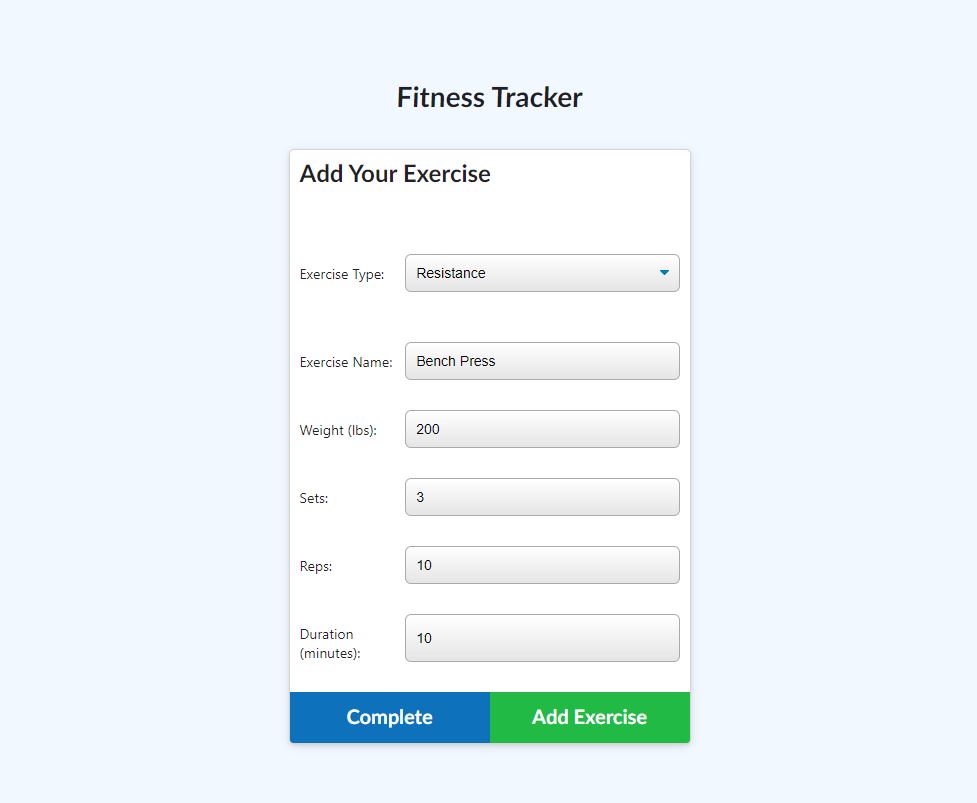 Fitness Tracker
Add Your Exercise
Exercise Type: Resistance
Exercise Name: Bench Press
Weight (lbs): 200
Sets: 3
Reps: 10
Duration
(minutes): 10
Complete Add Exercise